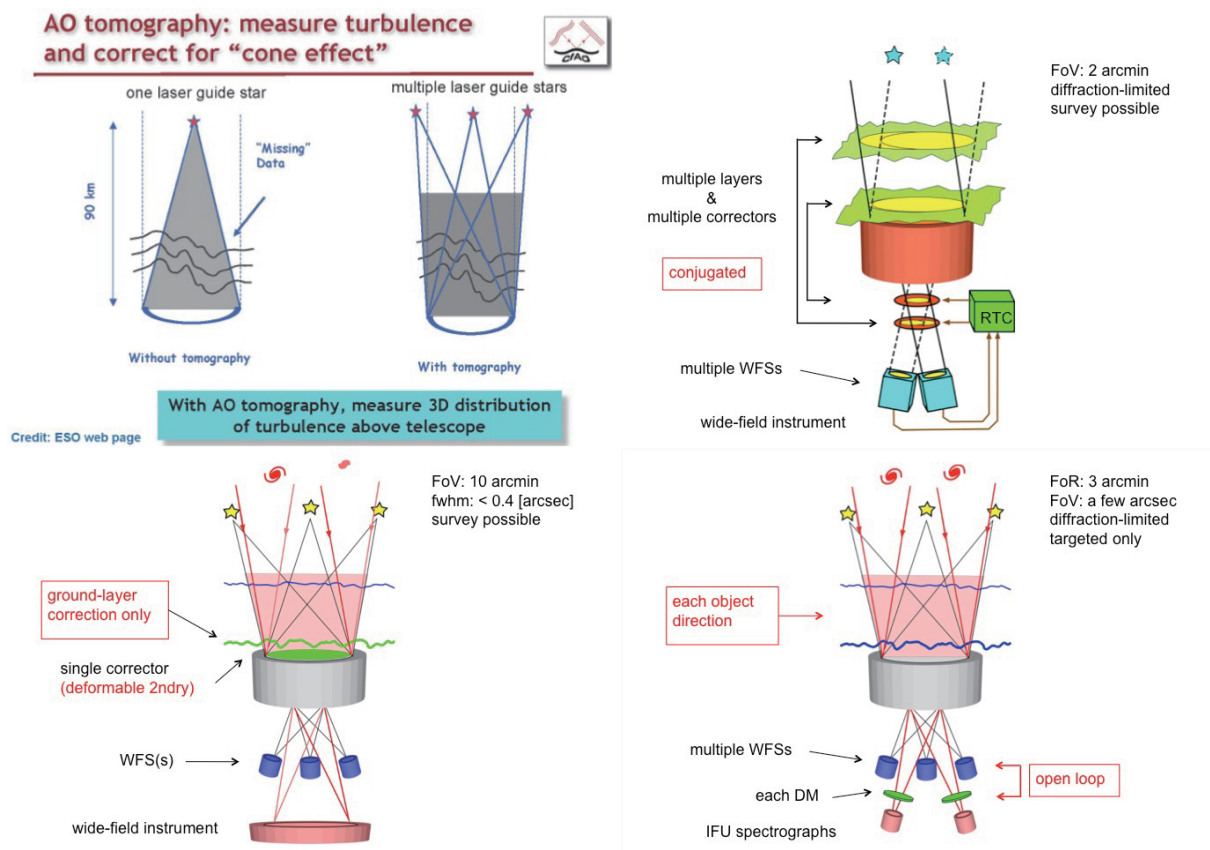 AO tomography: measure turbulence
and correct for “cone effect”
CfAO
one laser guide star
multiple laser guide stars
“Missing”
Data
90 km
Without tomography
With tomography
With AO tomography, measure 3D distribution
of turbulence above telescope
Credit: ESO web page
FoV: 2 arcmin
diffraction-limited
survey possible
multiple layers
&
multiple correctors
conjugated
RTC
multiple WFSs
wide-field instrument
FoV: 10 arcmin
fwhm: < 0.4 [arcsec]
survey possible
ground-layer
correction only
single corrector
(deformable 2ndry)
WFS(s)
wide-field instrument
FoR: 3 arcmin
FoV: a few arcsec
diffraction-limited
targeted only
each object
direction
multiple WFSs
each DM
open loop
IFU spectrographs